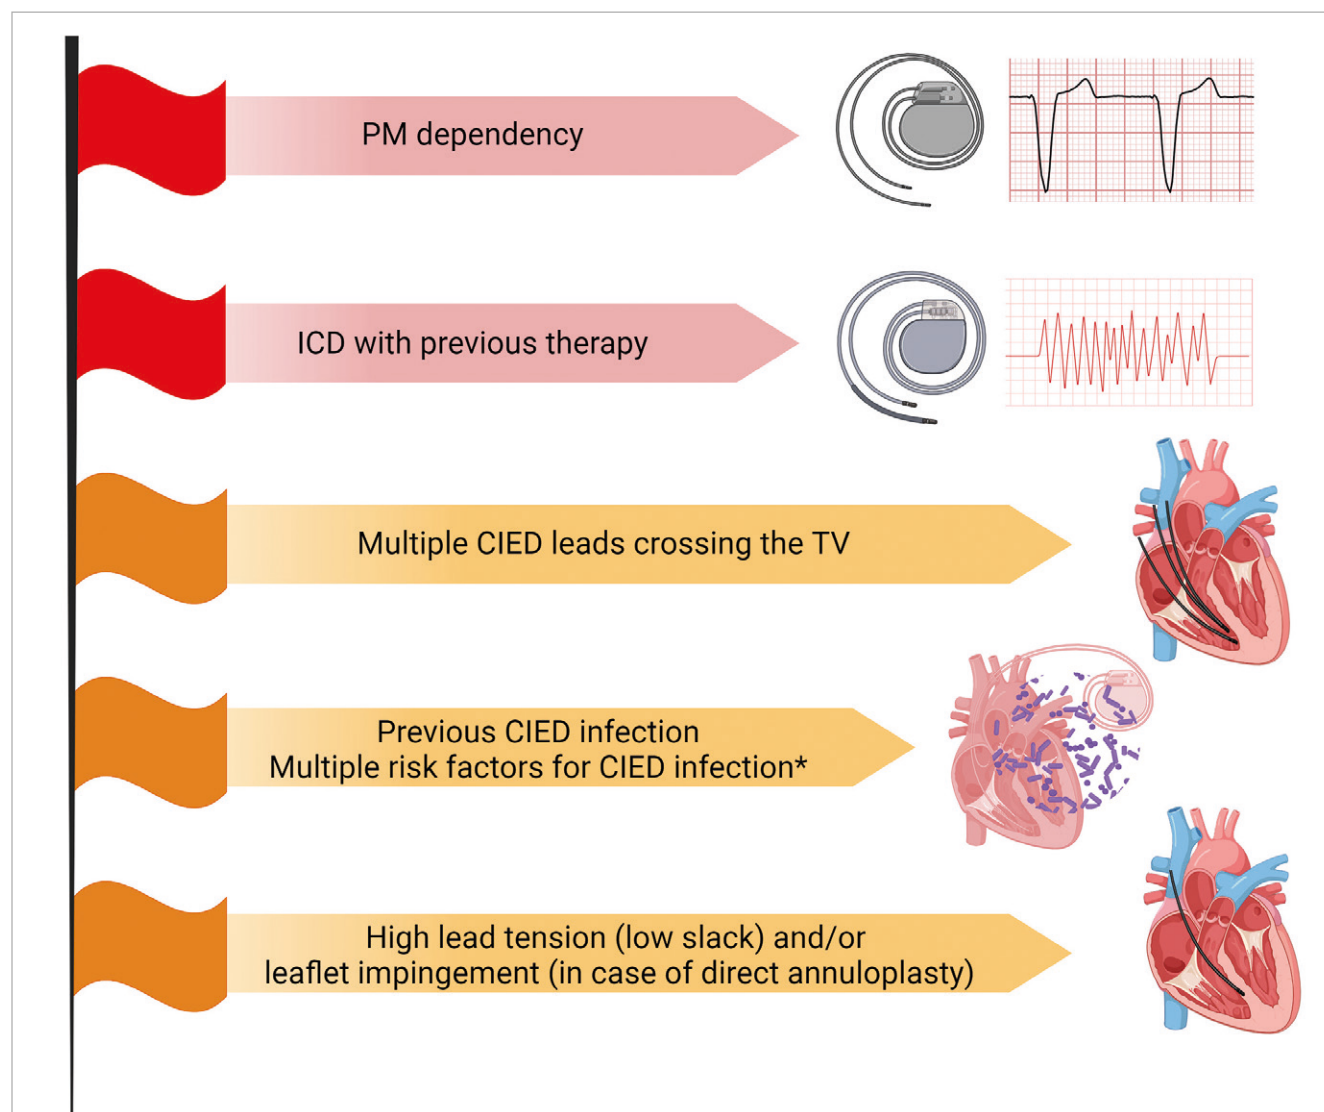 PM dependency
ICD with previous therapy
Multiple CIED leads crossing the TV
Previous CIED infection
Multiple risk factors for CIED infection*
High lead tension (low slack) and/or
leaflet impingement (in case of direct annuloplasty)